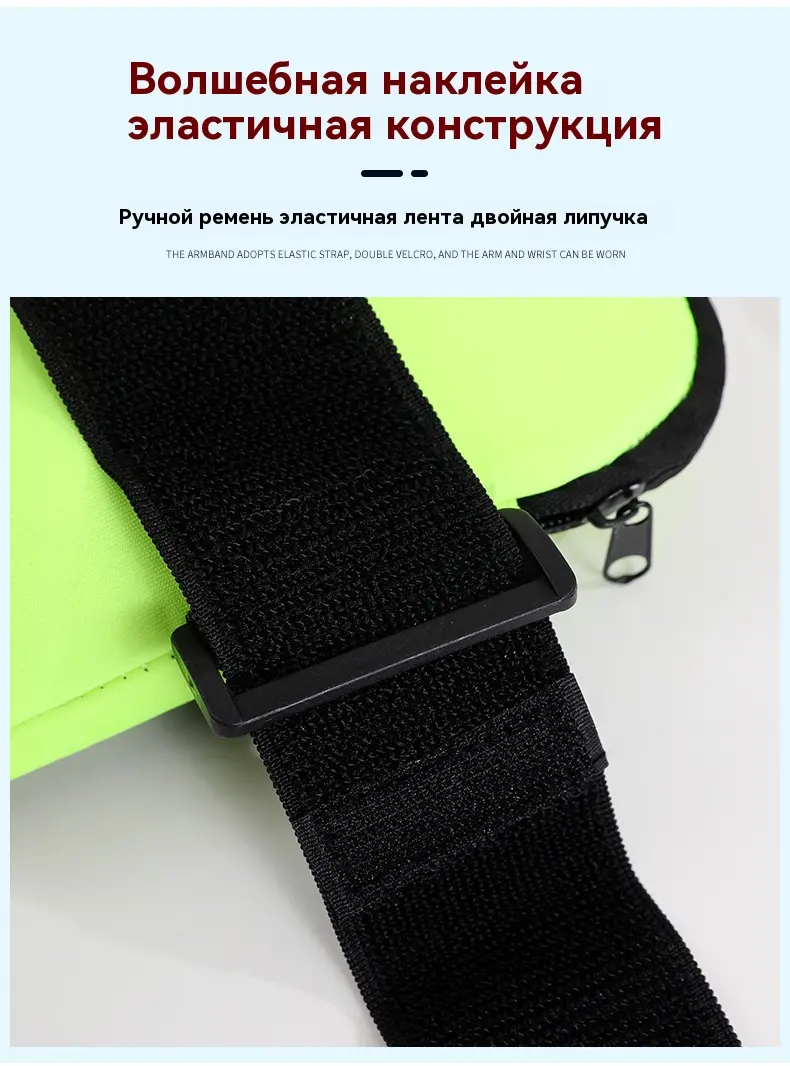 Волшебная наклейка
эластичная конструкция
Ручной ремень эластичная лента двойная липучка
THE ARMBAND ADOPTS ELASTIC STRAP, DOUBLE VELCRO, AND THE ARM AND WRIST CAN BE WORN